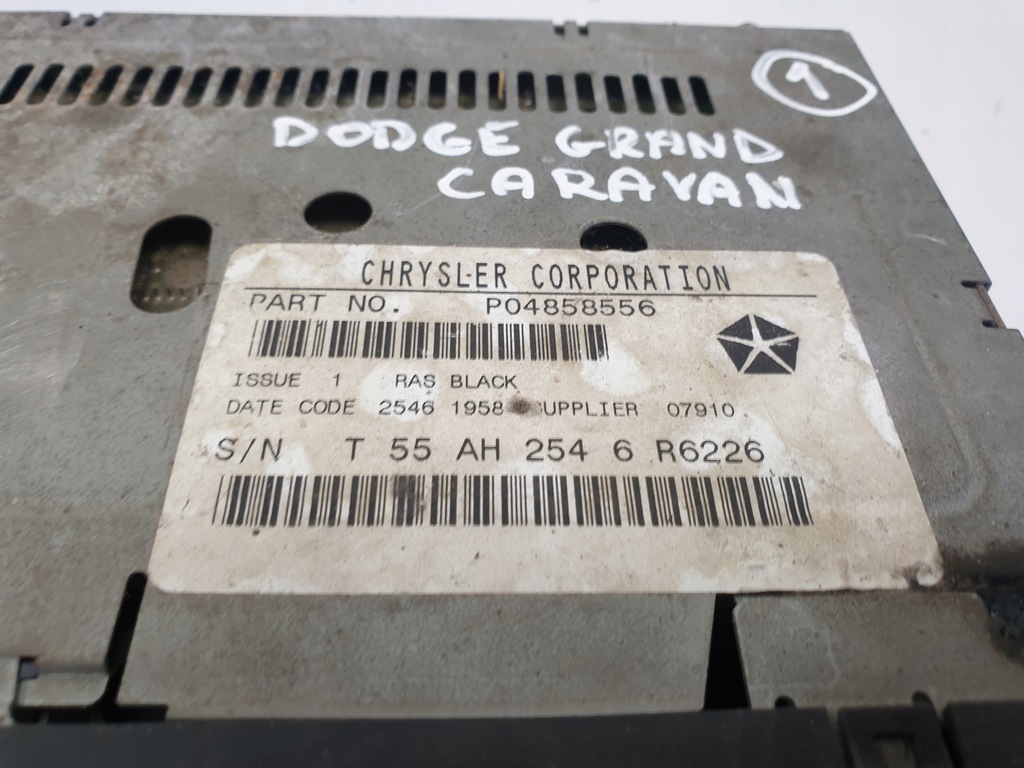 1
DODGE GRAND
CARAVAN
CHRYSLER CORPORATION
PART NO. P04858556
ISSUE 1 RAS BLACK
DATE CODE 2546 1958 SUPPLIER 07910
S/N T 55 AH 254 6 R6226